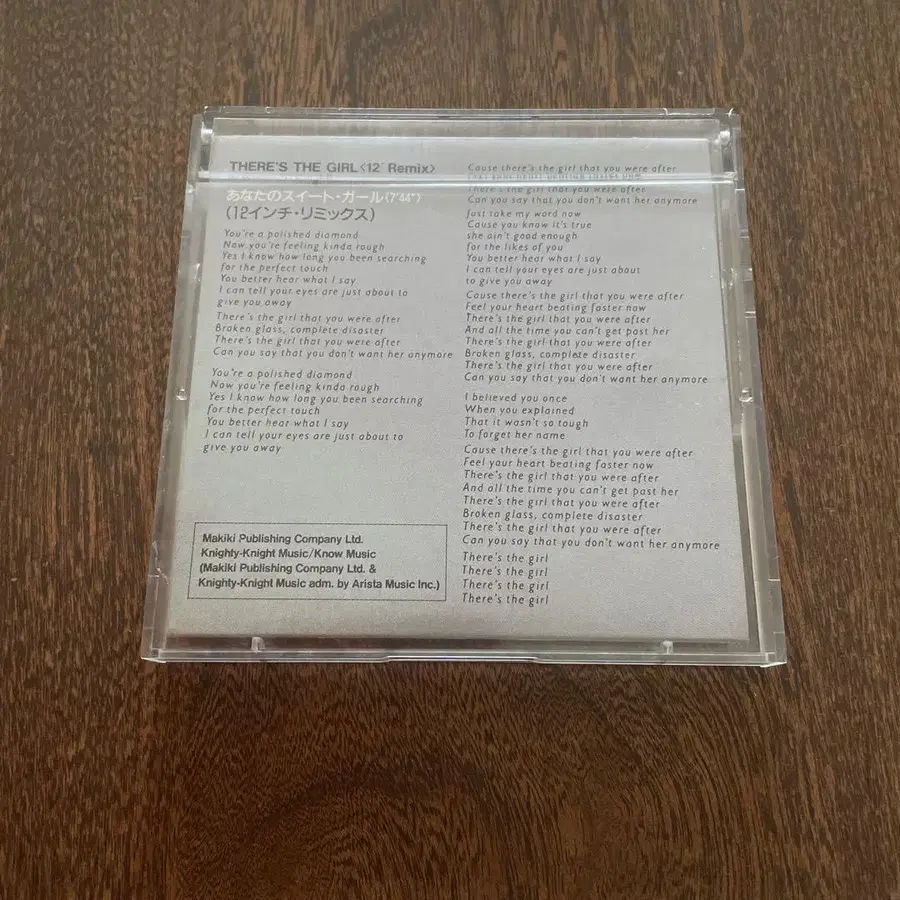 THERE'S THE GIRL〈12" Remix〉
あなたのスイート・ガール〈7'44"〉
(12インチ・リミックス)
You're a polished diamond
Now you're feeling kinda rough
Yes I know how long you been searching
for the perfect touch
You better hear what I say
I can tell your eyes are just about to
give you away
There's the girl that you were after
Broken glass, complete disaster
There's the girl that you were after
Can you say that you don't want her anymore
You're a polished diamond
Now you're feeling kinda rough
Yes I know how long you been searching
for the perfect touch
You better hear what I say
I can tell your eyes are just about to
give you away
Makiki Publishing Company Ltd.
Knighty-Knight Music/Know Music
(Makiki Publishing Company Ltd. &
Knighty-Knight Music adm. by Arista Music Inc.)
Cause there's the girl that you were after
There's the girl that you were after
Can you say that you don't want her anymore
Just take my word now
Cause you know it's true
she ain't good enough
for the likes of you
You better hear what I say
I can tell your eyes are just about
to give you away
Cause there's the girl that you were after
Feel your heart beating faster now
There's the girl that you were after
And all the time you can't get past her
There's the girl that you were after
Broken glass, complete disaster
There's the girl that you were after
Can you say that you don't want her anymore
I believed you once
When you explained
That it wasn't so tough
To forget her name
Cause there's the girl that you were after
Feel your heart beating faster now
There's the girl that you were after
And all the time you can't get past her
There's the girl that you were after
Broken glass, complete disaster
There's the girl that you were after
Can you say that you don't want her anymore
There's the girl
There's the girl
There's the girl
There's the girl